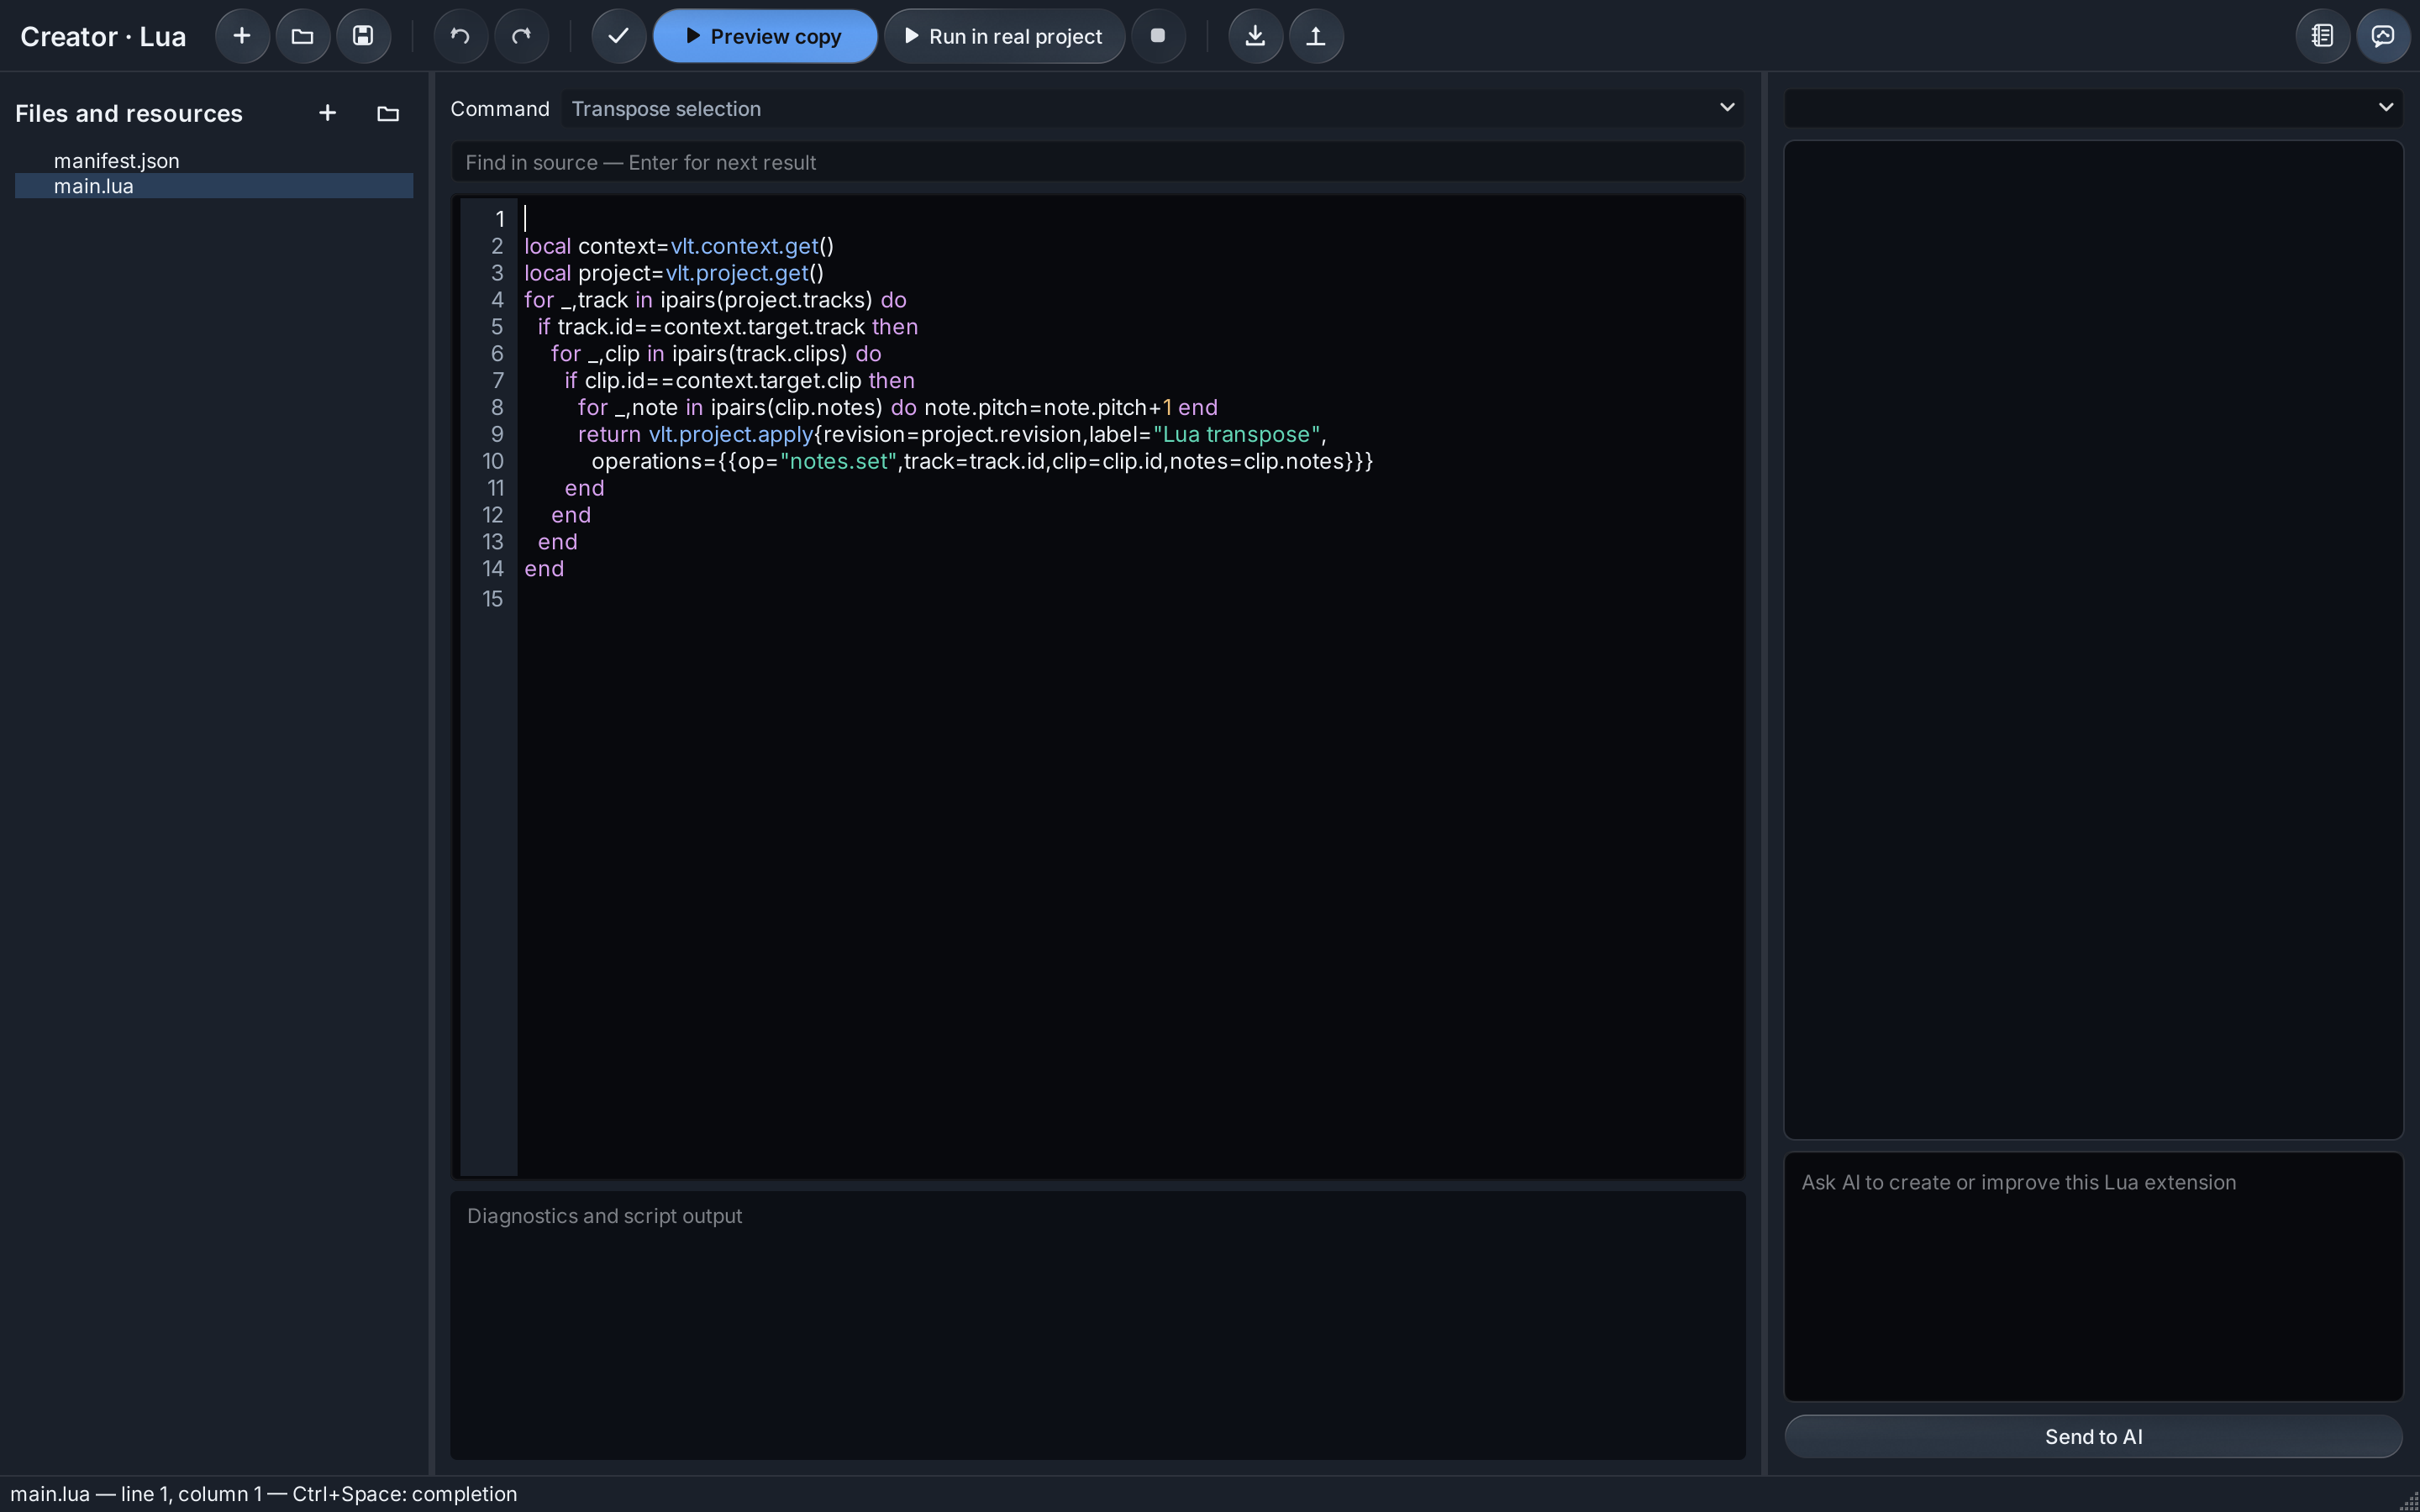 Creator · Lua
Preview copy
Run in real project
Files and resources
manifest.json
main.lua
Command
Transpose selection
Find in source — Enter for next result
1
2 local context=vlt.context.get()
3 local project=vlt.project.get()
4 for _,track in ipairs(project.tracks) do
5   if track.id==context.target.track then
6     for _,clip in ipairs(track.clips) do
7       if clip.id==context.target.clip then
8         for _,note in ipairs(clip.notes) do note.pitch=note.pitch+1 end
9         return vlt.project.apply{revision=project.revision,label="Lua transpose",
10           operations={{op="notes.set",track=track.id,clip=clip.id,notes=clip.notes}}}
11       end
12     end
13   end
14 end
15
Diagnostics and script output
Ask AI to create or improve this Lua extension
Send to AI
main.lua — line 1, column 1 — Ctrl+Space: completion